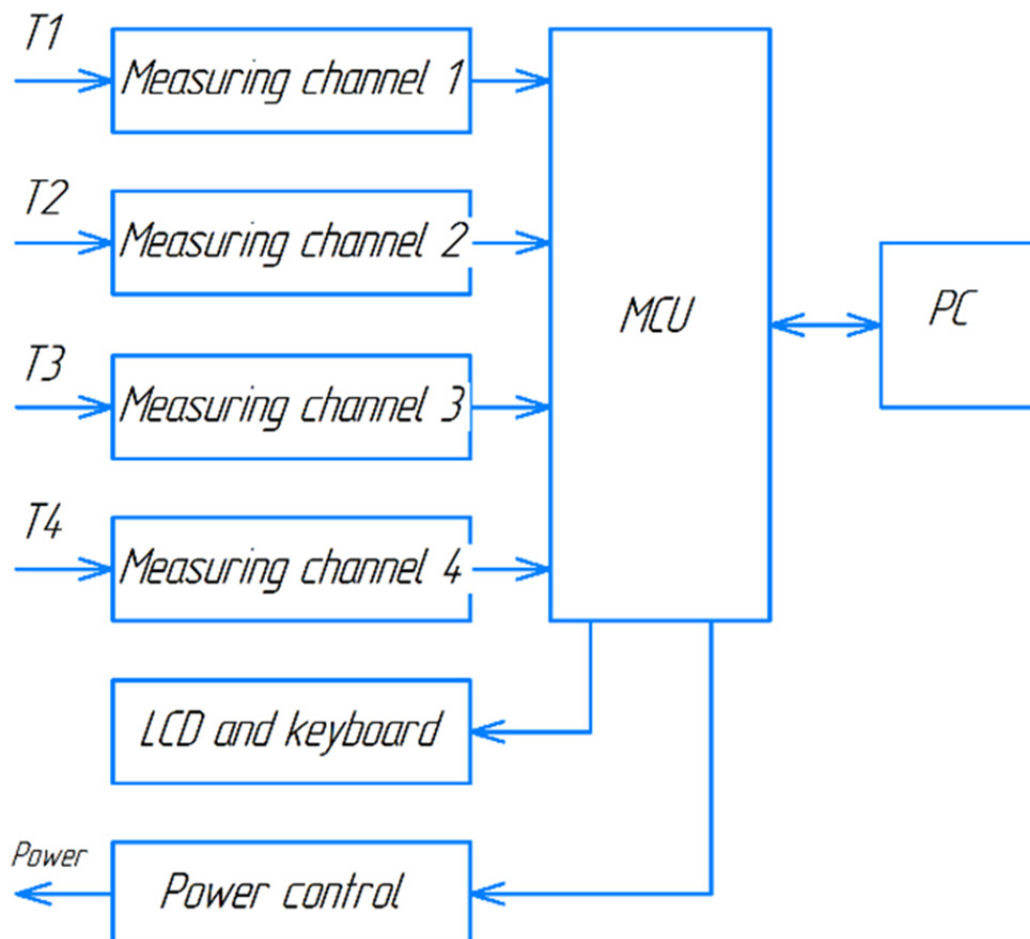 T1
Measuring channel 1
T2
Measuring channel 2
T3
Measuring channel 3
T4
Measuring channel 4
MCU
PC
LCD and keyboard
Power
Power control